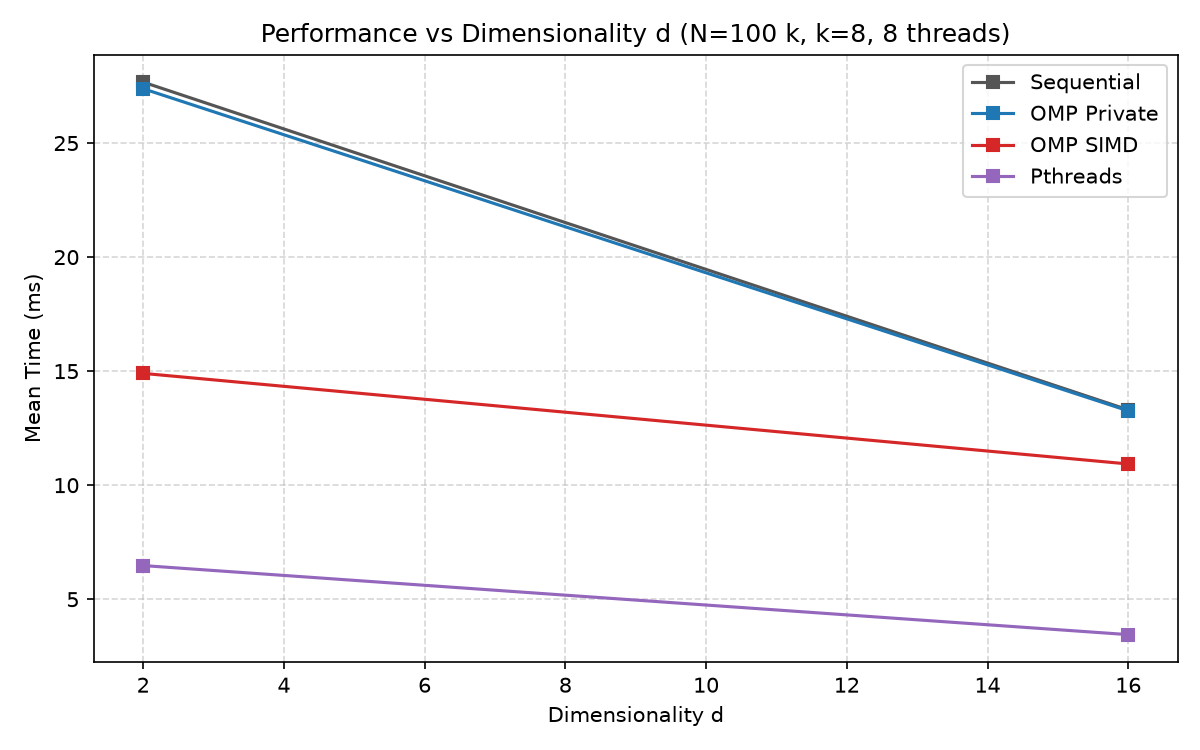 Performance vs Dimensionality d (N=100 k, k=8, 8 threads)
Sequential
OMP Private
OMP SIMD
Pthreads
Mean Time (ms)
25
20
15
10
5
2 4 6 8 10 12 14 16
Dimensionality d